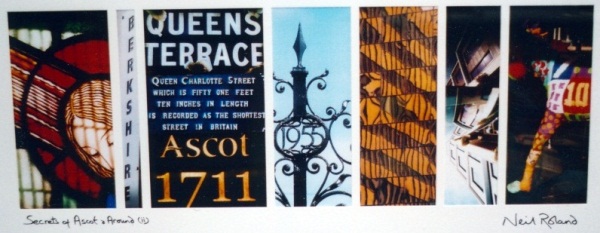 BERKSHIRE
QUEENS
TERRACE
QUEEN CHARLOTTE STREET
WHICH IS FIFTY ONE FEET
TEN INCHES IN LENGTH
IS RECORDED AS THE SHORTEST
STREET IN BRITAIN
Ascot
1711
1955
10
Secrets of Ascot & Around
Neil Roland